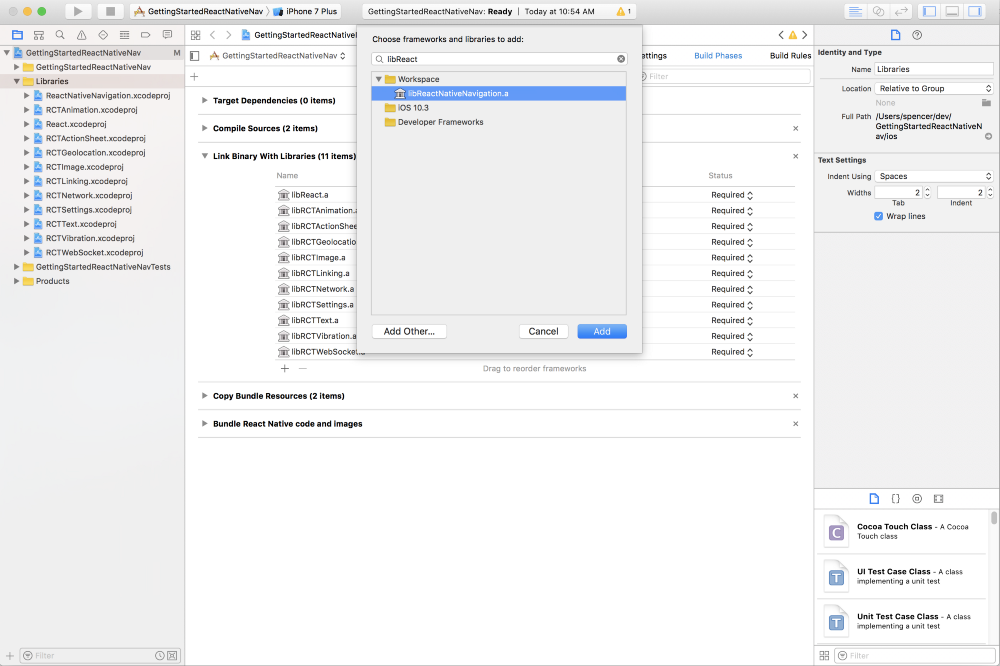 GettingStartedReactNativeNav
iPhone 7 Plus
GettingStartedReactNativeNav: Ready
Today at 10:54 AM
1
GettingStartedReactNativeNav
M
GettingStartedReactNativeNav
Libraries
ReactNativeNavigation.xcodeproj
RCTAnimation.xcodeproj
React.xcodeproj
RCTActionSheet.xcodeproj
RCTGeolocation.xcodeproj
RCTImage.xcodeproj
RCTLinking.xcodeproj
RCTNetwork.xcodeproj
RCTSettings.xcodeproj
RCTText.xcodeproj
RCTVibration.xcodeproj
RCTWebSocket.xcodeproj
GettingStartedReactNativeNavTests
Products
Filter
GettingStartedReactNativeN
GettingStartedReactNativeNav
ettings
Build Phases
Build Rules
Filter
Target Dependencies (0 items)
Compile Sources (2 items)
Link Binary With Libraries (11 items)
Name
Status
libReact.a
Required
libRCTAnimation.a
Required
libRCTActionShee
Required
libRCTGeolocatio
Required
libRCTImage.a
Required
libRCTLinking.a
Required
libRCTNetwork.a
Required
libRCTSettings.a
Required
libRCTText.a
Required
libRCTVibration.a
Required
libRCTWebSocket.a
Required
Drag to reorder frameworks
Copy Bundle Resources (2 items)
Bundle React Native code and images
Choose frameworks and libraries to add:
libReact
Workspace
libReactNativeNavigation.a
iOS 10.3
Developer Frameworks
Add Other...
Cancel
Add
Identity and Type
Name
Libraries
Location
Relative to Group
None
Full Path
/Users/spencer/dev/
GettingStartedReactNativeNa
v/ios
Text Settings
Indent Using
Spaces
Widths
2
2
Tab
Indent
Wrap lines
Cocoa Touch Class - A Cocoa
Touch class
UI Test Case Class - A class
implementing a unit test
Unit Test Case Class - A class
implementing a unit test
Filter